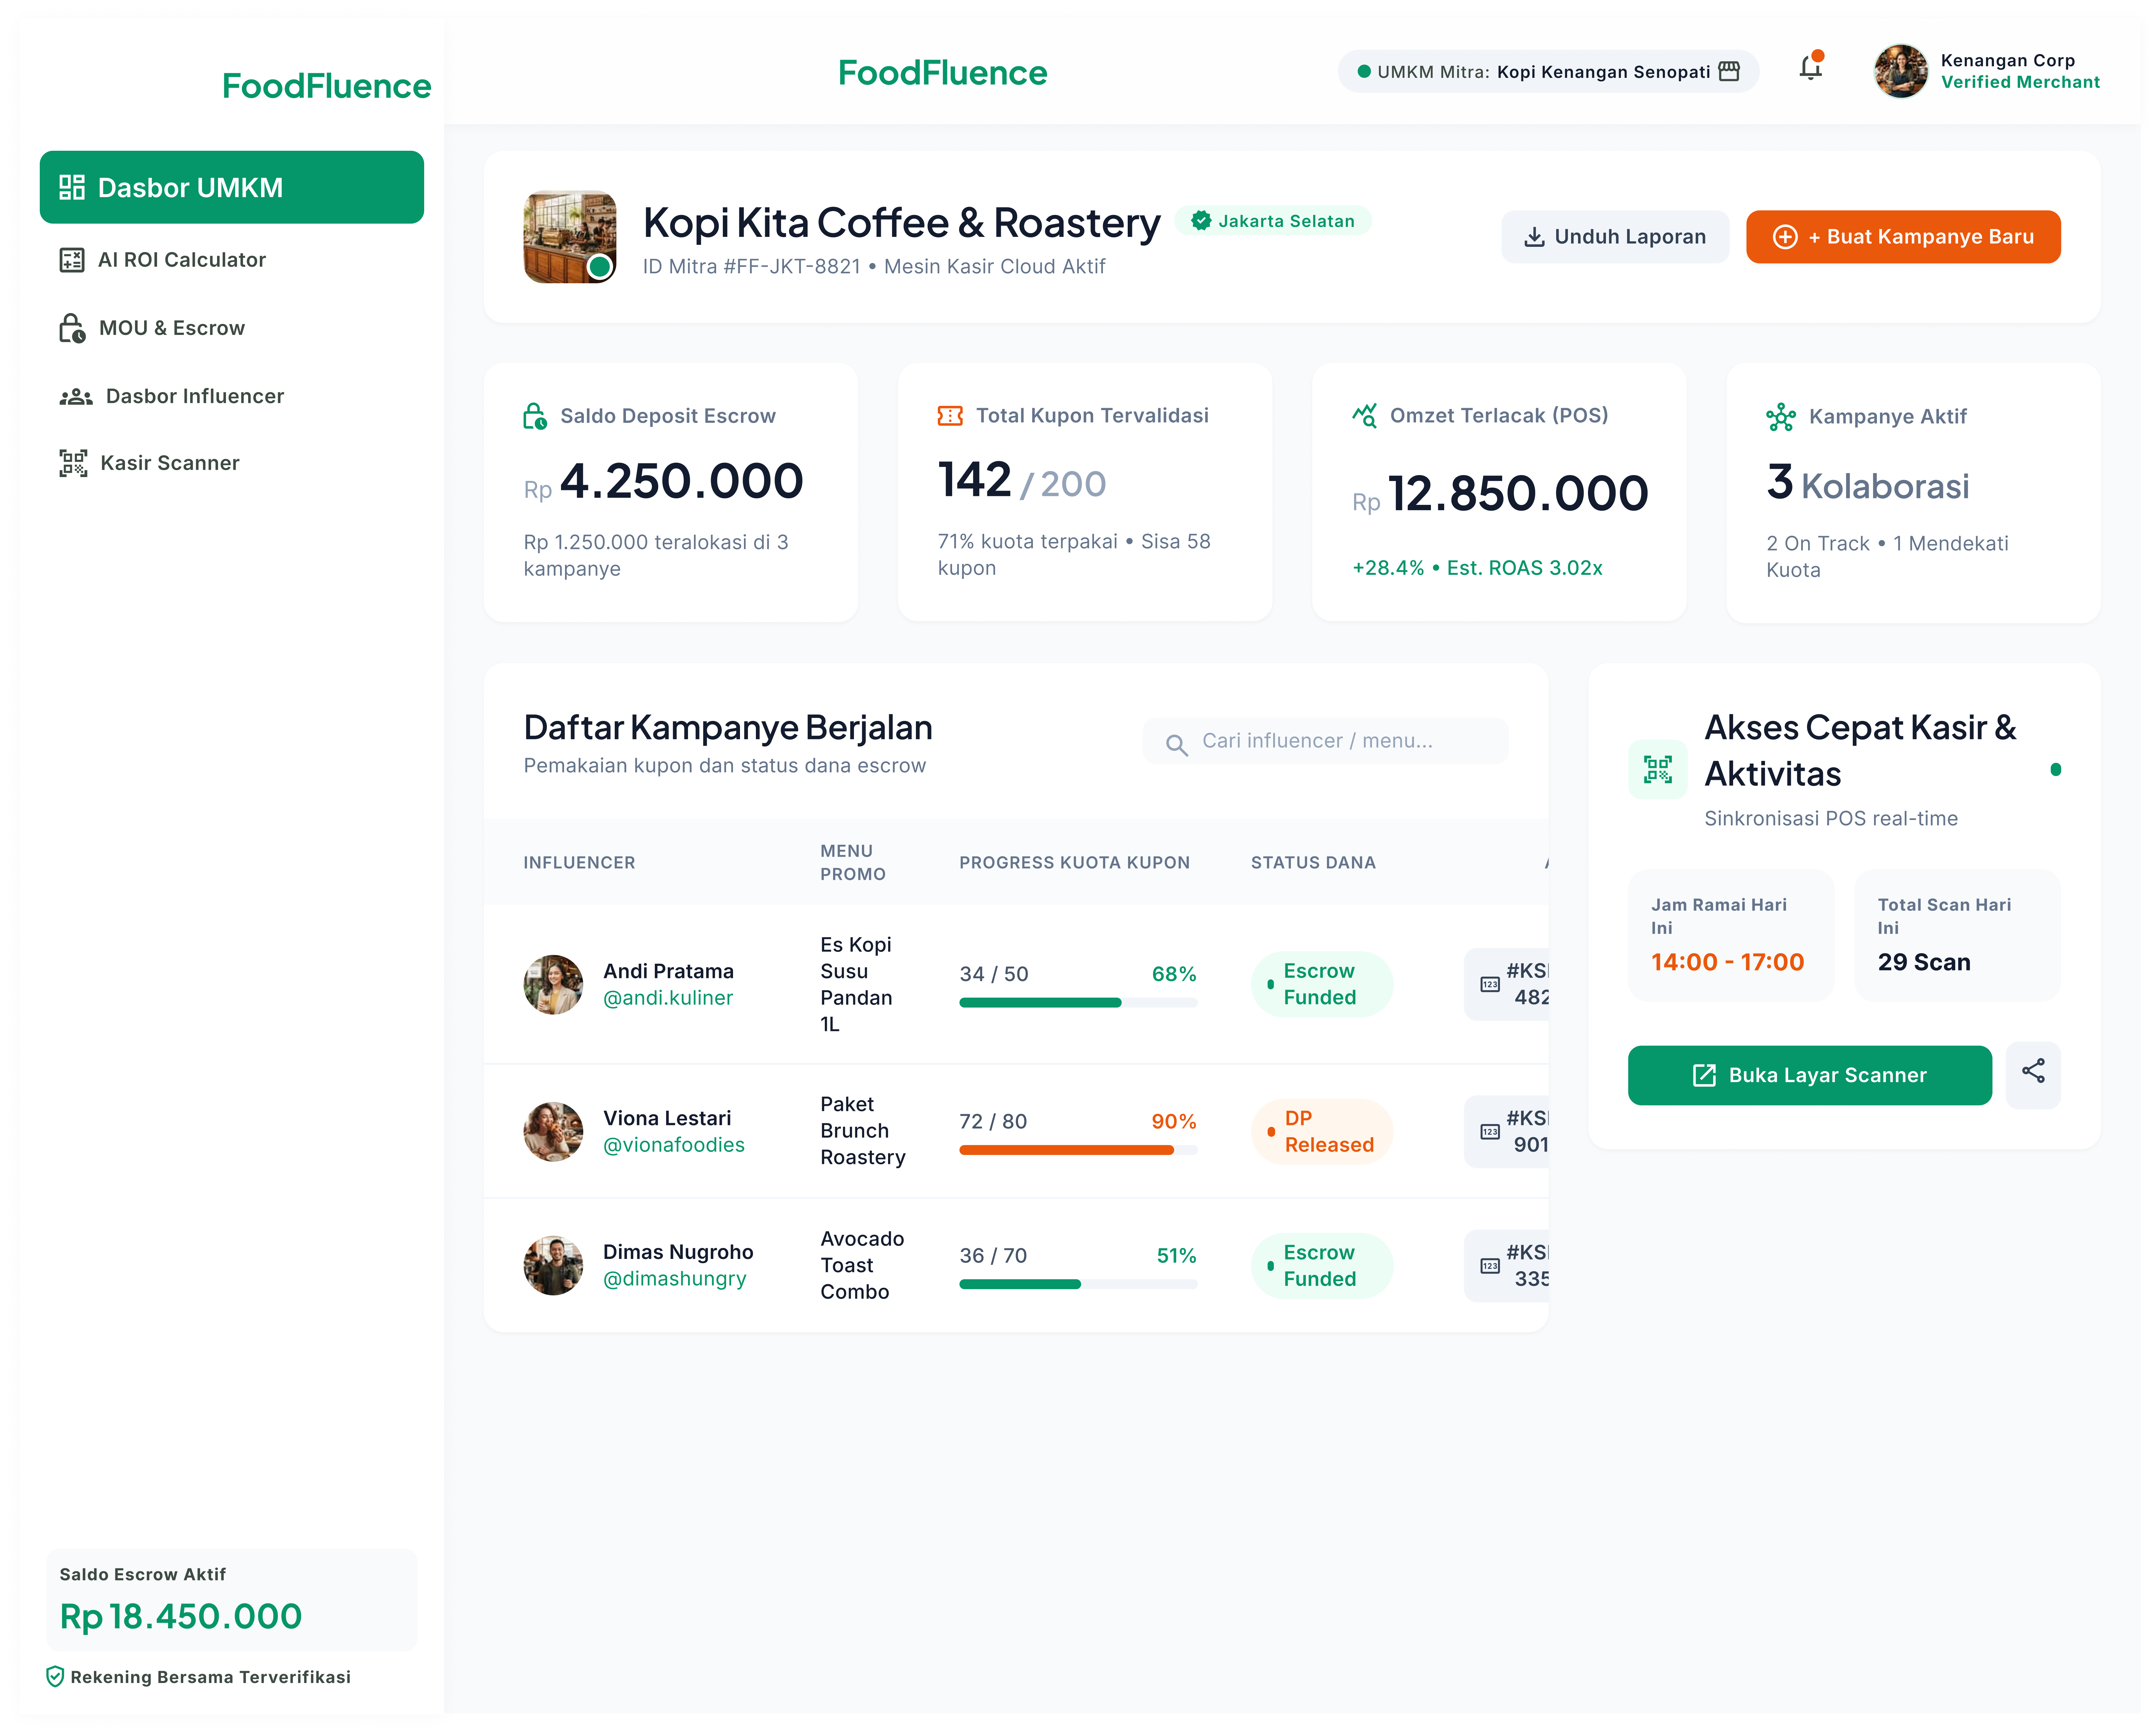 FoodFluence
Dasbor UMKM
AI ROI Calculator
MOU & Escrow
Dasbor Influencer
Kasir Scanner
Saldo Escrow Aktif
Rp 18.450.000
Rekening Bersama Terverifikasi
FoodFluence
UMKM Mitra: Kopi Kenangan Senopati
Kenangan Corp
Verified Merchant
Kopi Kita Coffee & Roastery
Jakarta Selatan
ID Mitra #FF-JKT-8821 • Mesin Kasir Cloud Aktif
Unduh Laporan
+ Buat Kampanye Baru
Saldo Deposit Escrow
Rp 4.250.000
Rp 1.250.000 teralokasi di 3
kampanye
Total Kupon Tervalidasi
142 / 200
71% kuota terpakai • Sisa 58
kupon
Omzet Terlacak (POS)
Rp 12.850.000
+28.4% • Est. ROAS 3.02x
Kampanye Aktif
3 Kolaborasi
2 On Track • 1 Mendekati
Kuota
Daftar Kampanye Berjalan
Pemakaian kupon dan status dana escrow
Cari influencer / menu...
INFLUENCER
MENU
PROMO
PROGRESS KUOTA KUPON
STATUS DANA
Andi Pratama
@andi.kuliner
Es Kopi
Susu
Pandan
1L
34 / 50
68%
Escrow
Funded
123
#KS
482
Viona Lestari
@vionafoodies
Paket
Brunch
Roastery
72 / 80
90%
DP
Released
123
#KS
901
Dimas Nugroho
@dimashungry
Avocado
Toast
Combo
36 / 70
51%
Escrow
Funded
123
#KS
335
Akses Cepat Kasir &
Aktivitas
Sinkronisasi POS real-time
Jam Ramai Hari
Ini
14:00 - 17:00
Total Scan Hari
Ini
29 Scan
Buka Layar Scanner